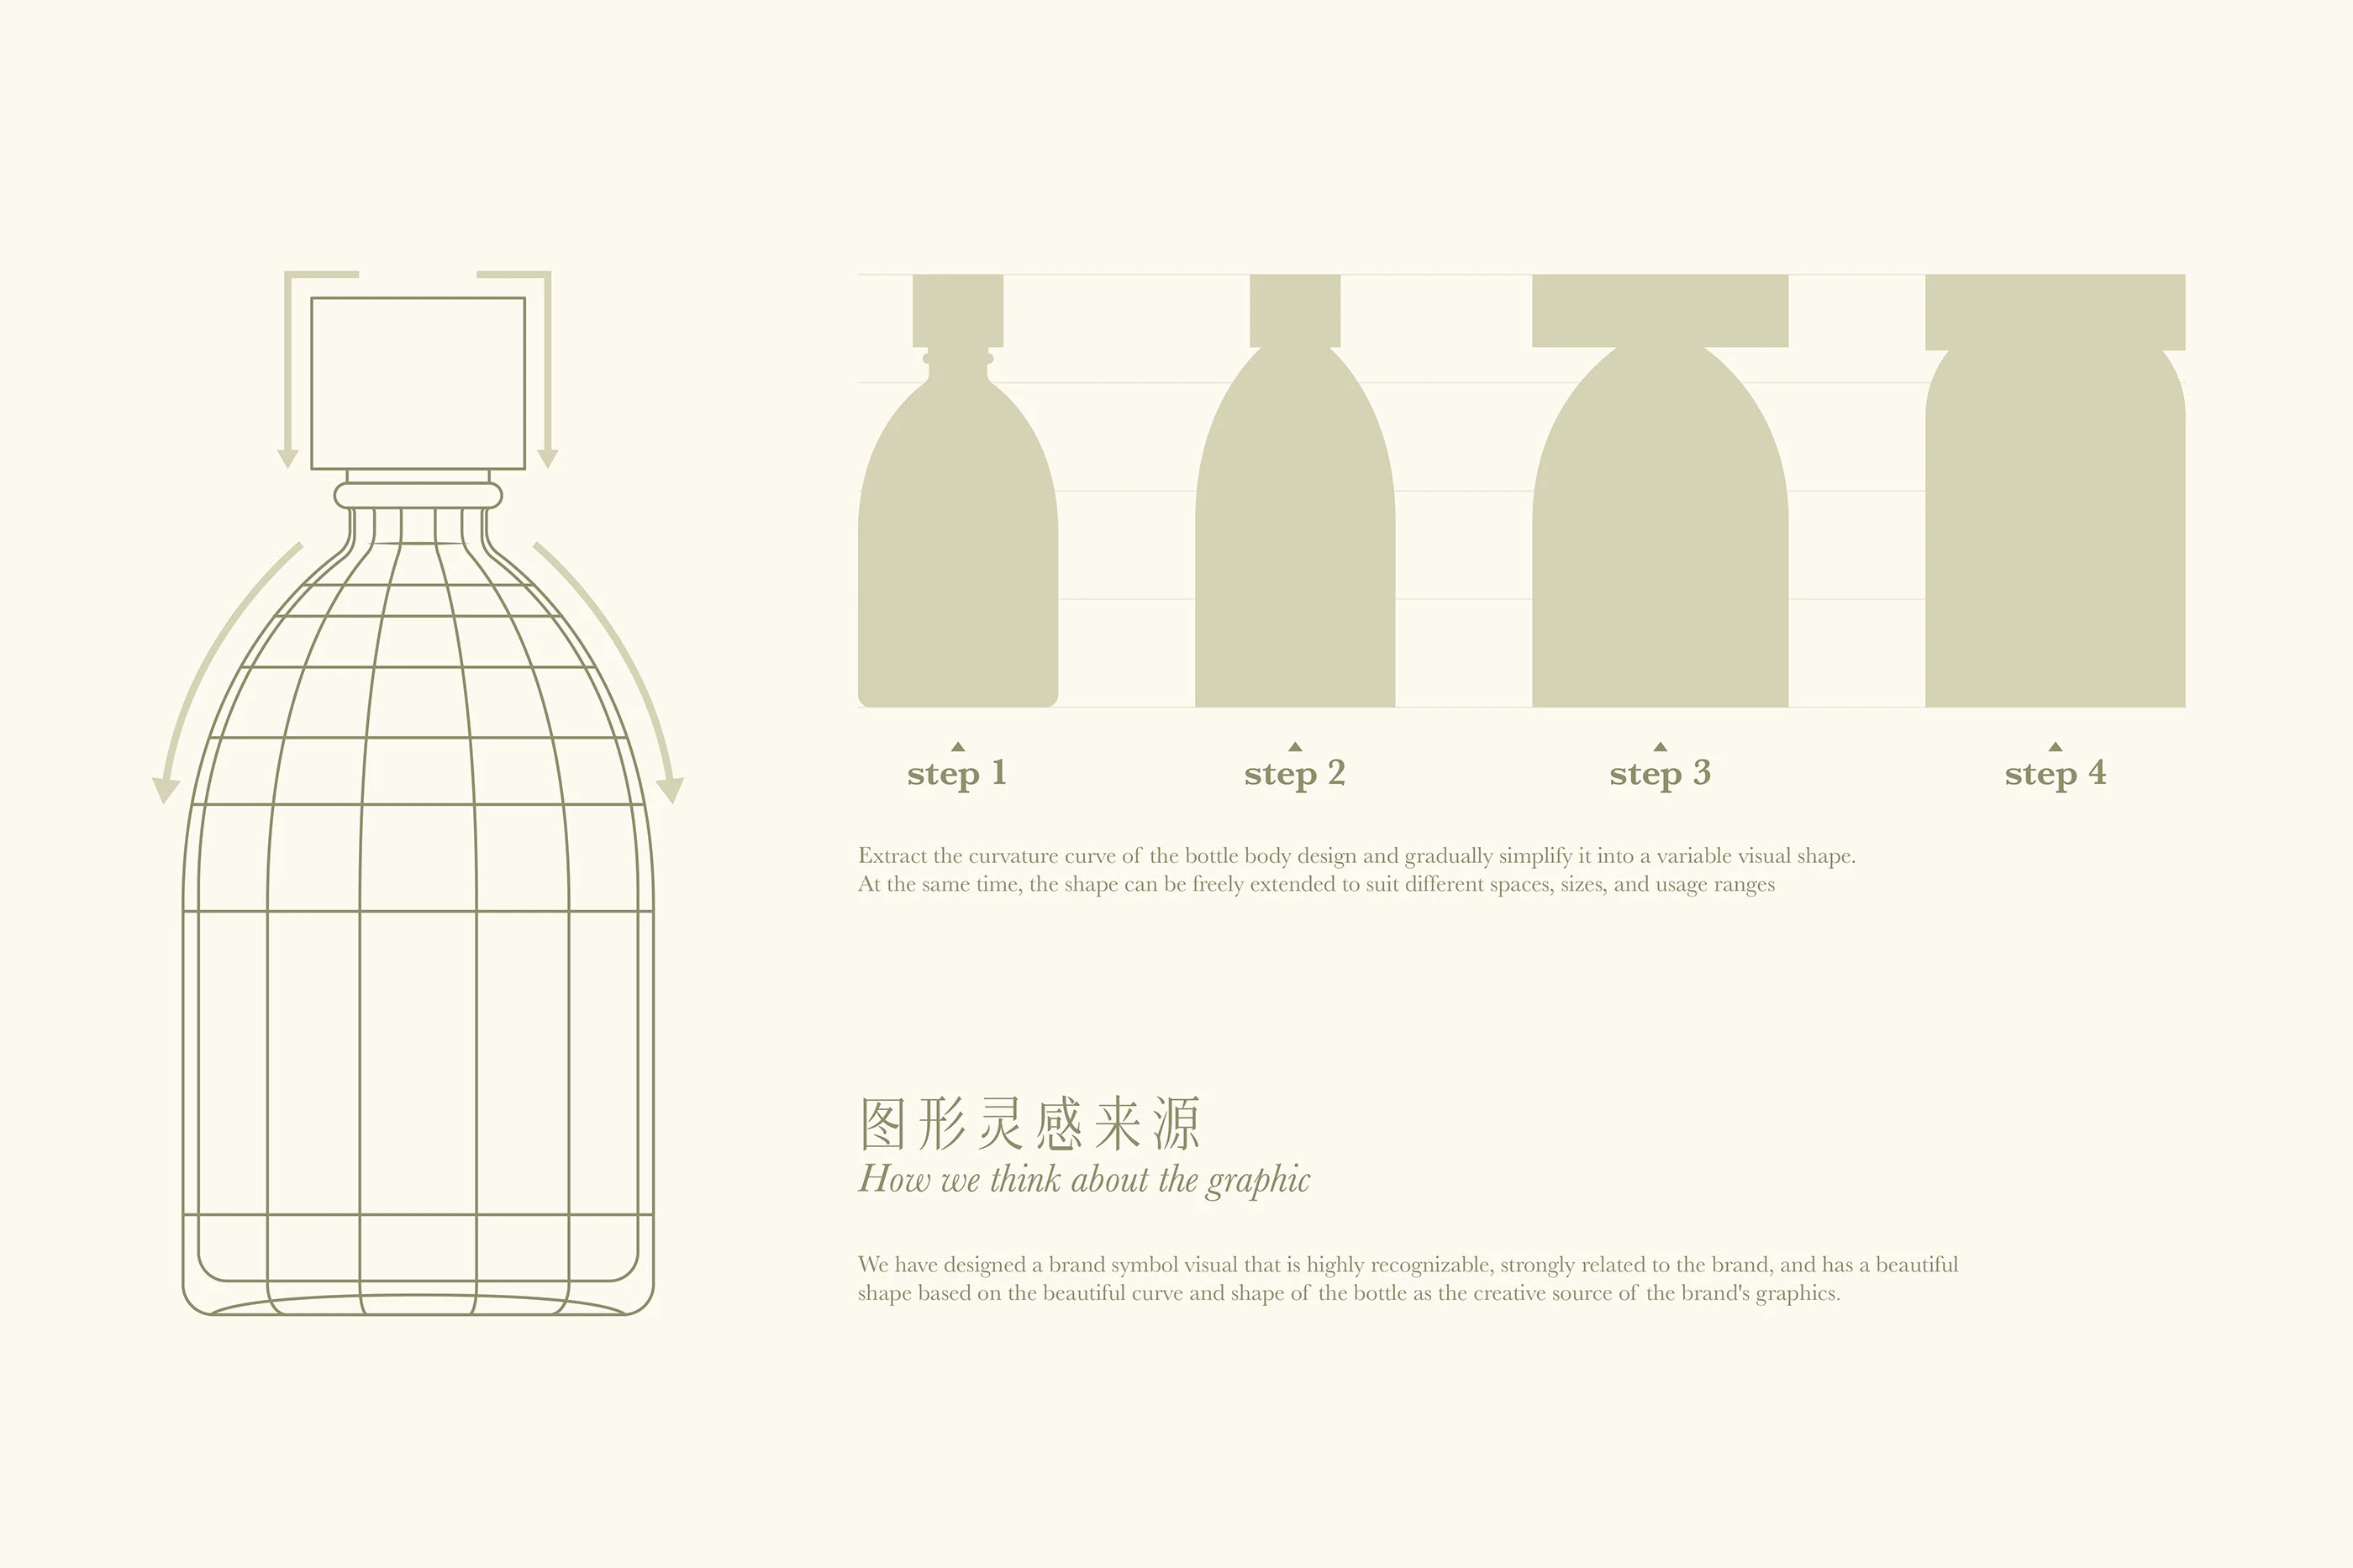 step 1
step 2
step 3
step 4
Extract the curvature curve of the bottle body design and gradually simplify it into a variable visual shape.
At the same time, the shape can be freely extended to suit different spaces, sizes, and usage ranges
图形灵感来源
How we think about the graphic
We have designed a brand symbol visual that is highly recognizable, strongly related to the brand, and has a beautiful
shape based on the beautiful curve and shape of the bottle as the creative source of the brand's graphics.